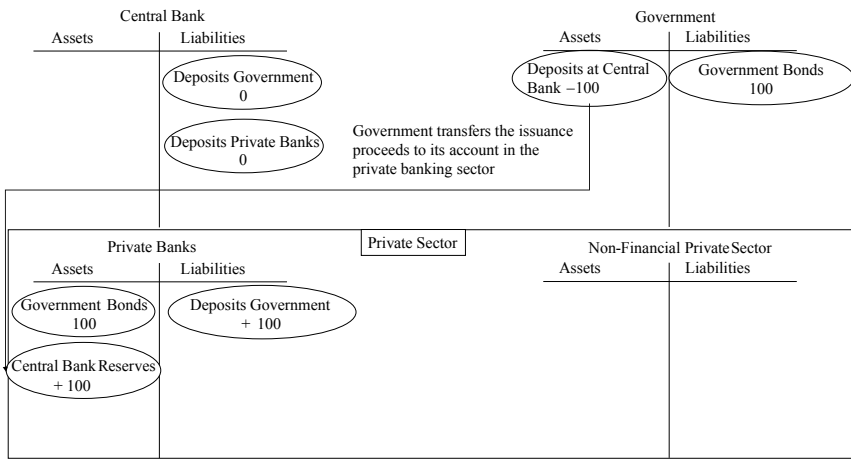 Central Bank
Assets Liabilities
Deposits Government
0
Deposits Private Banks
0
Government
Assets Liabilities
Deposits at Central
Bank –100
Government Bonds
100
Government transfers the issuance
proceeds to its account in the
private banking sector
Private Sector
Private Banks
Assets Liabilities
Government Bonds
100
Deposits Government
+ 100
Central Bank Reserves
+ 100
Non-Financial Private Sector
Assets Liabilities